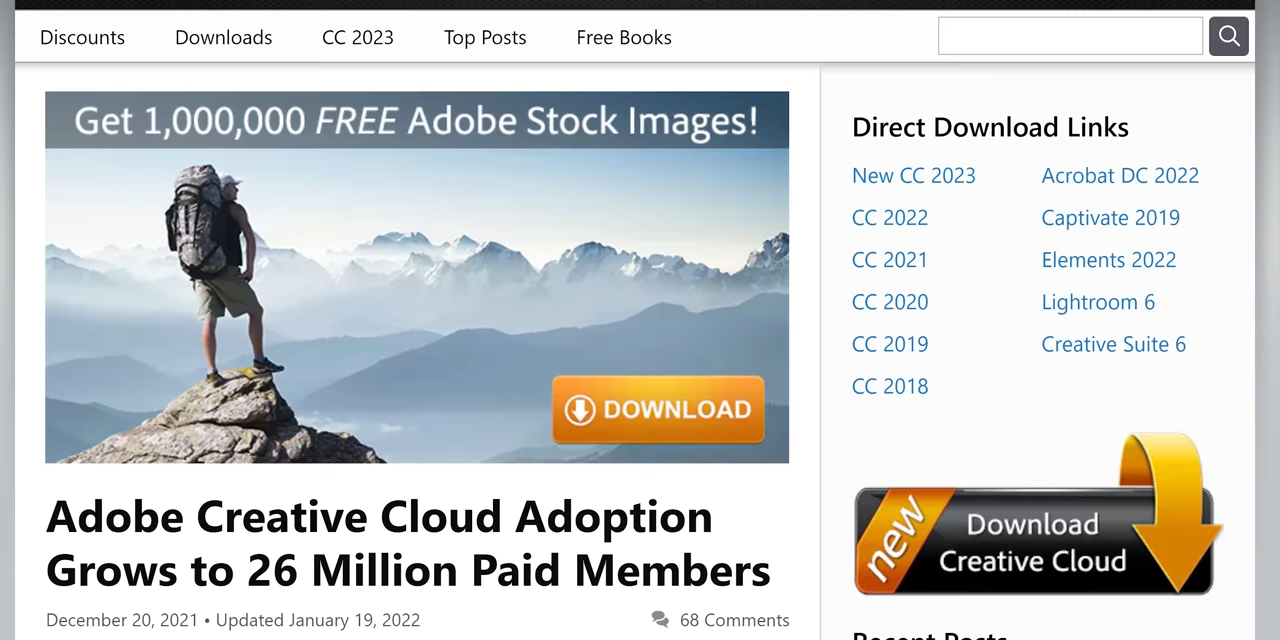 Discounts Downloads CC 2023 Top Posts Free Books
Get 1,000,000 FREE Adobe Stock Images!
DOWNLOAD
Adobe Creative Cloud Adoption
Grows to 26 Million Paid Members
December 20, 2021 • Updated January 19, 2022
68 Comments
Direct Download Links
New CC 2023
CC 2022
CC 2021
CC 2020
CC 2019
CC 2018
Acrobat DC 2022
Captivate 2019
Elements 2022
Lightroom 6
Creative Suite 6
new
Download
Creative Cloud
Recent Posts